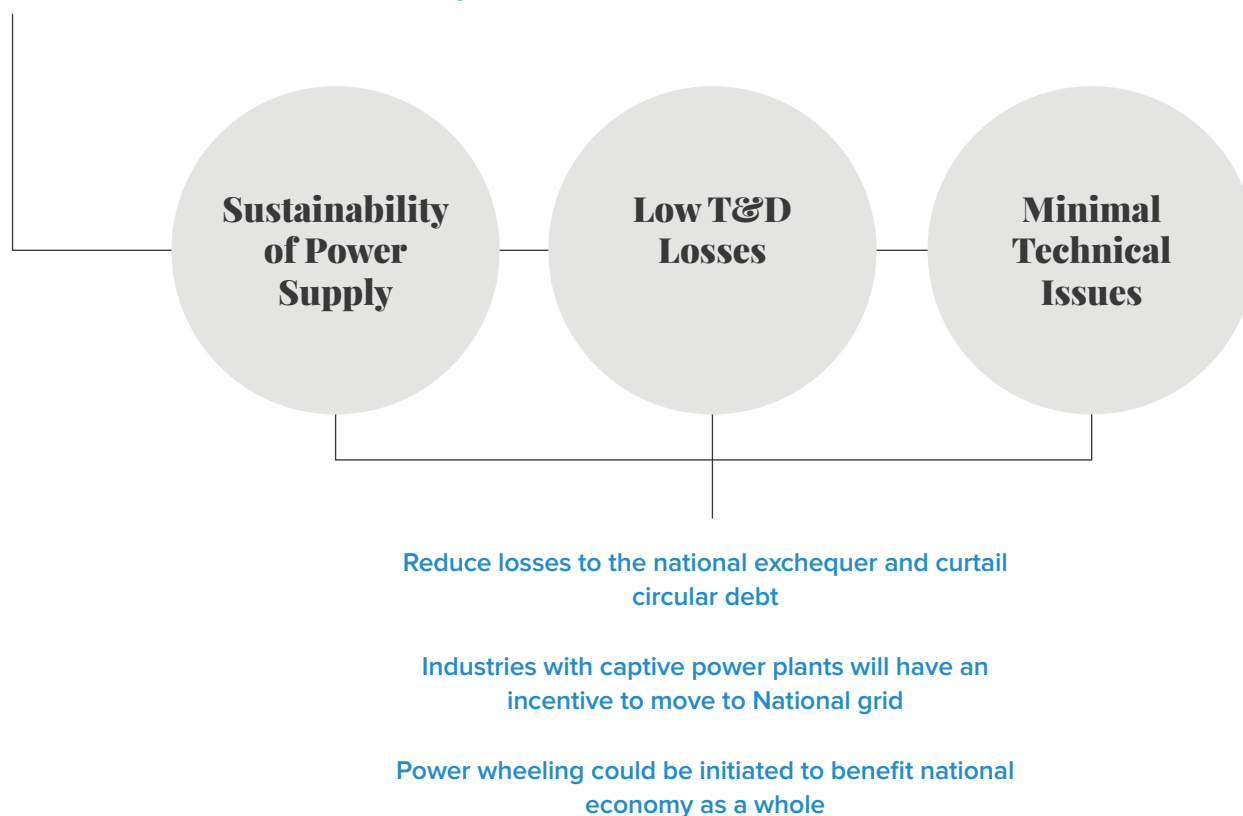 Sustainability
of Power
Supply
Low T&D
Losses
Minimal
Technical
Issues
Reduce losses to the national exchequer and curtail
circular debt
Industries with captive power plants will have an
incentive to move to National grid
Power wheeling could be initiated to benefit national
economy as a whole